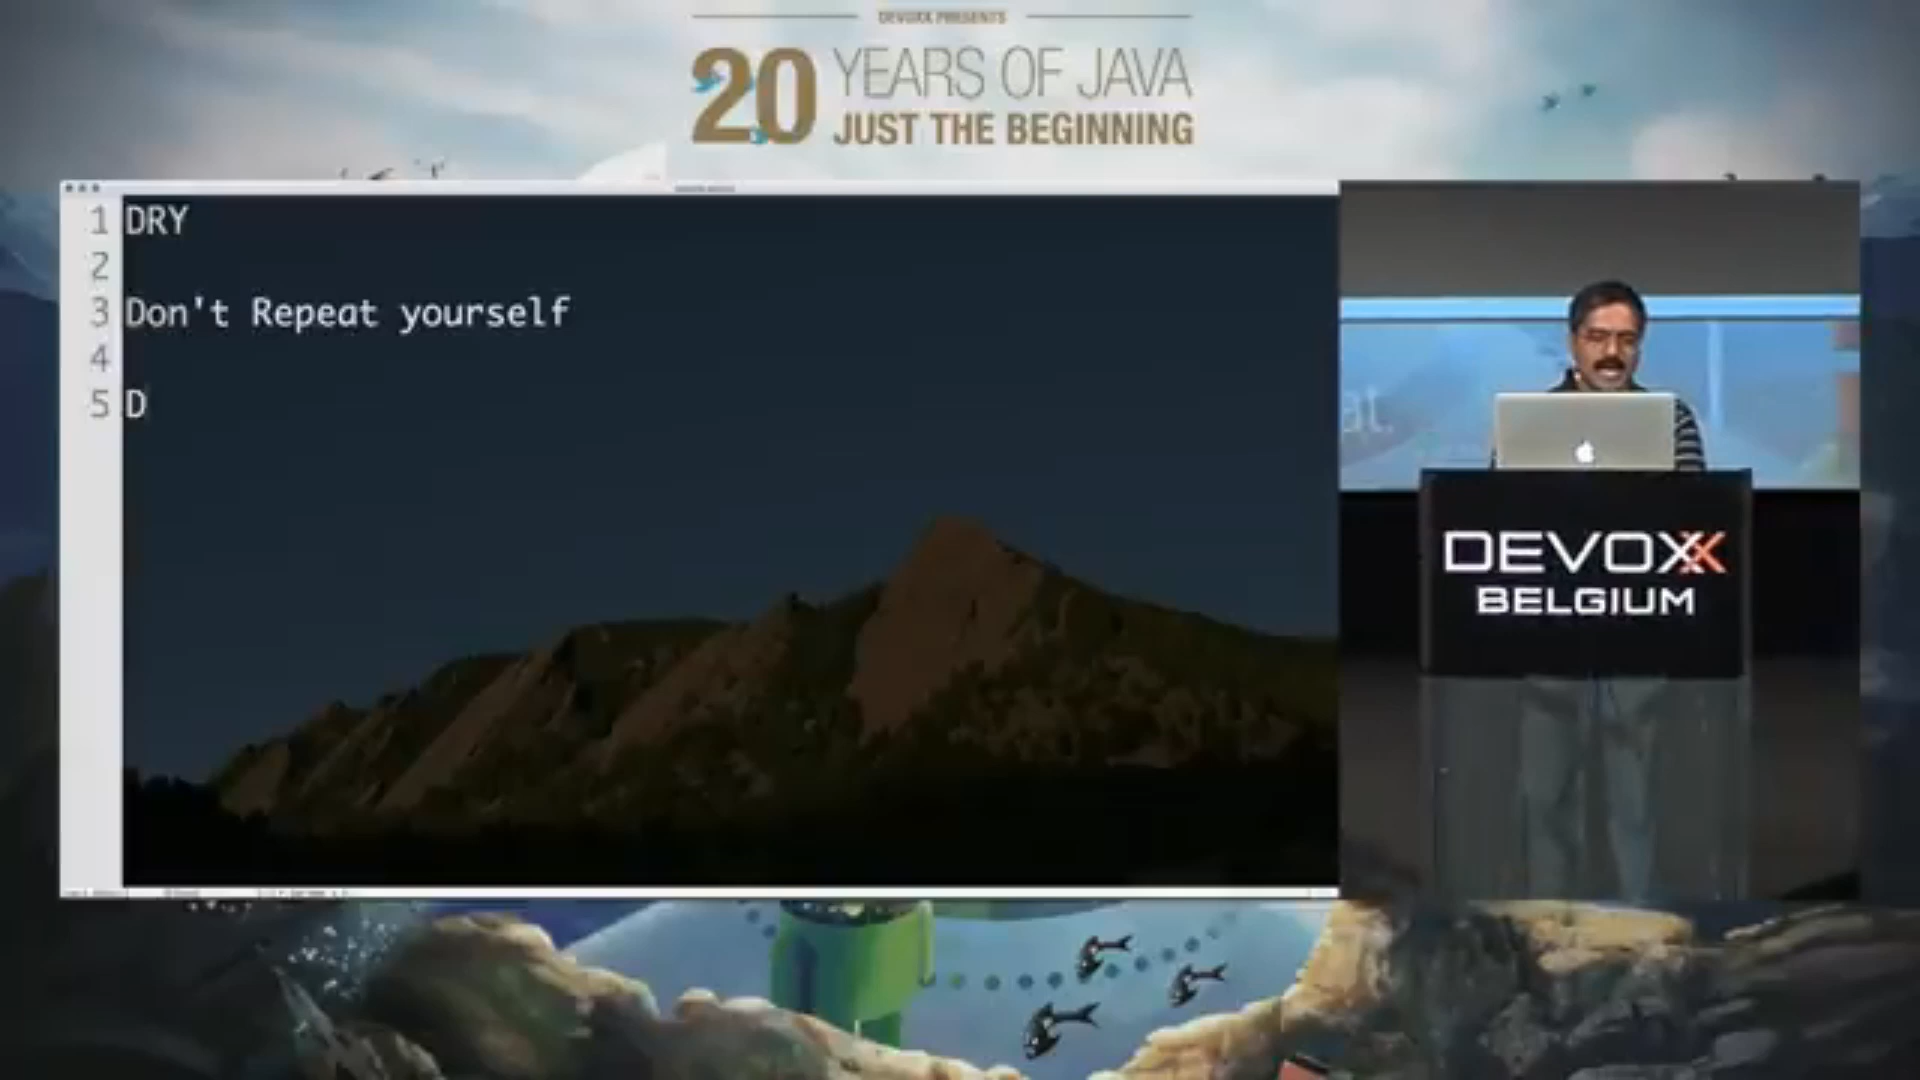 DEVOXX PRESENTS
20 YEARS OF JAVA
JUST THE BEGINNING
1 DRY
2
3 Don't Repeat yourself
4
5 D
at.
DEVOXX
BELGIUM